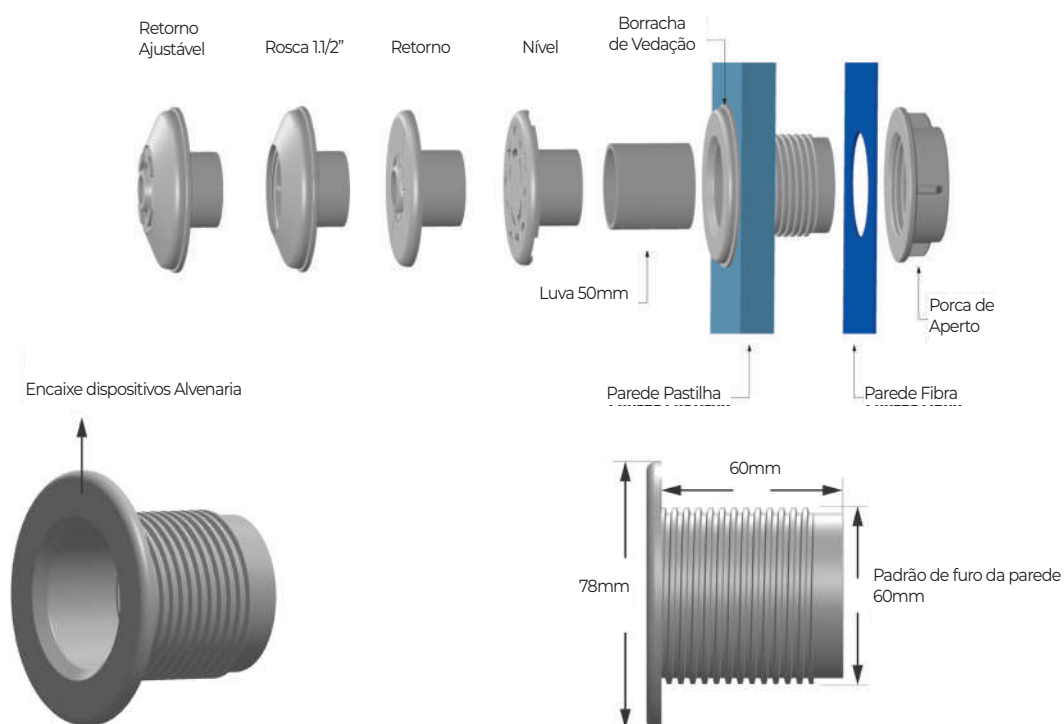 Retorno
Ajustável
Rosca 1.1/2"
Retorno
Nível
Borracha
de Vedação
Luva 50mm
Porca de
Aperto
Parede Pastilha
Parede Fibra
Encaixe dispositivos Alvenaria
60mm
78mm
Padrão de furo da parede
60mm